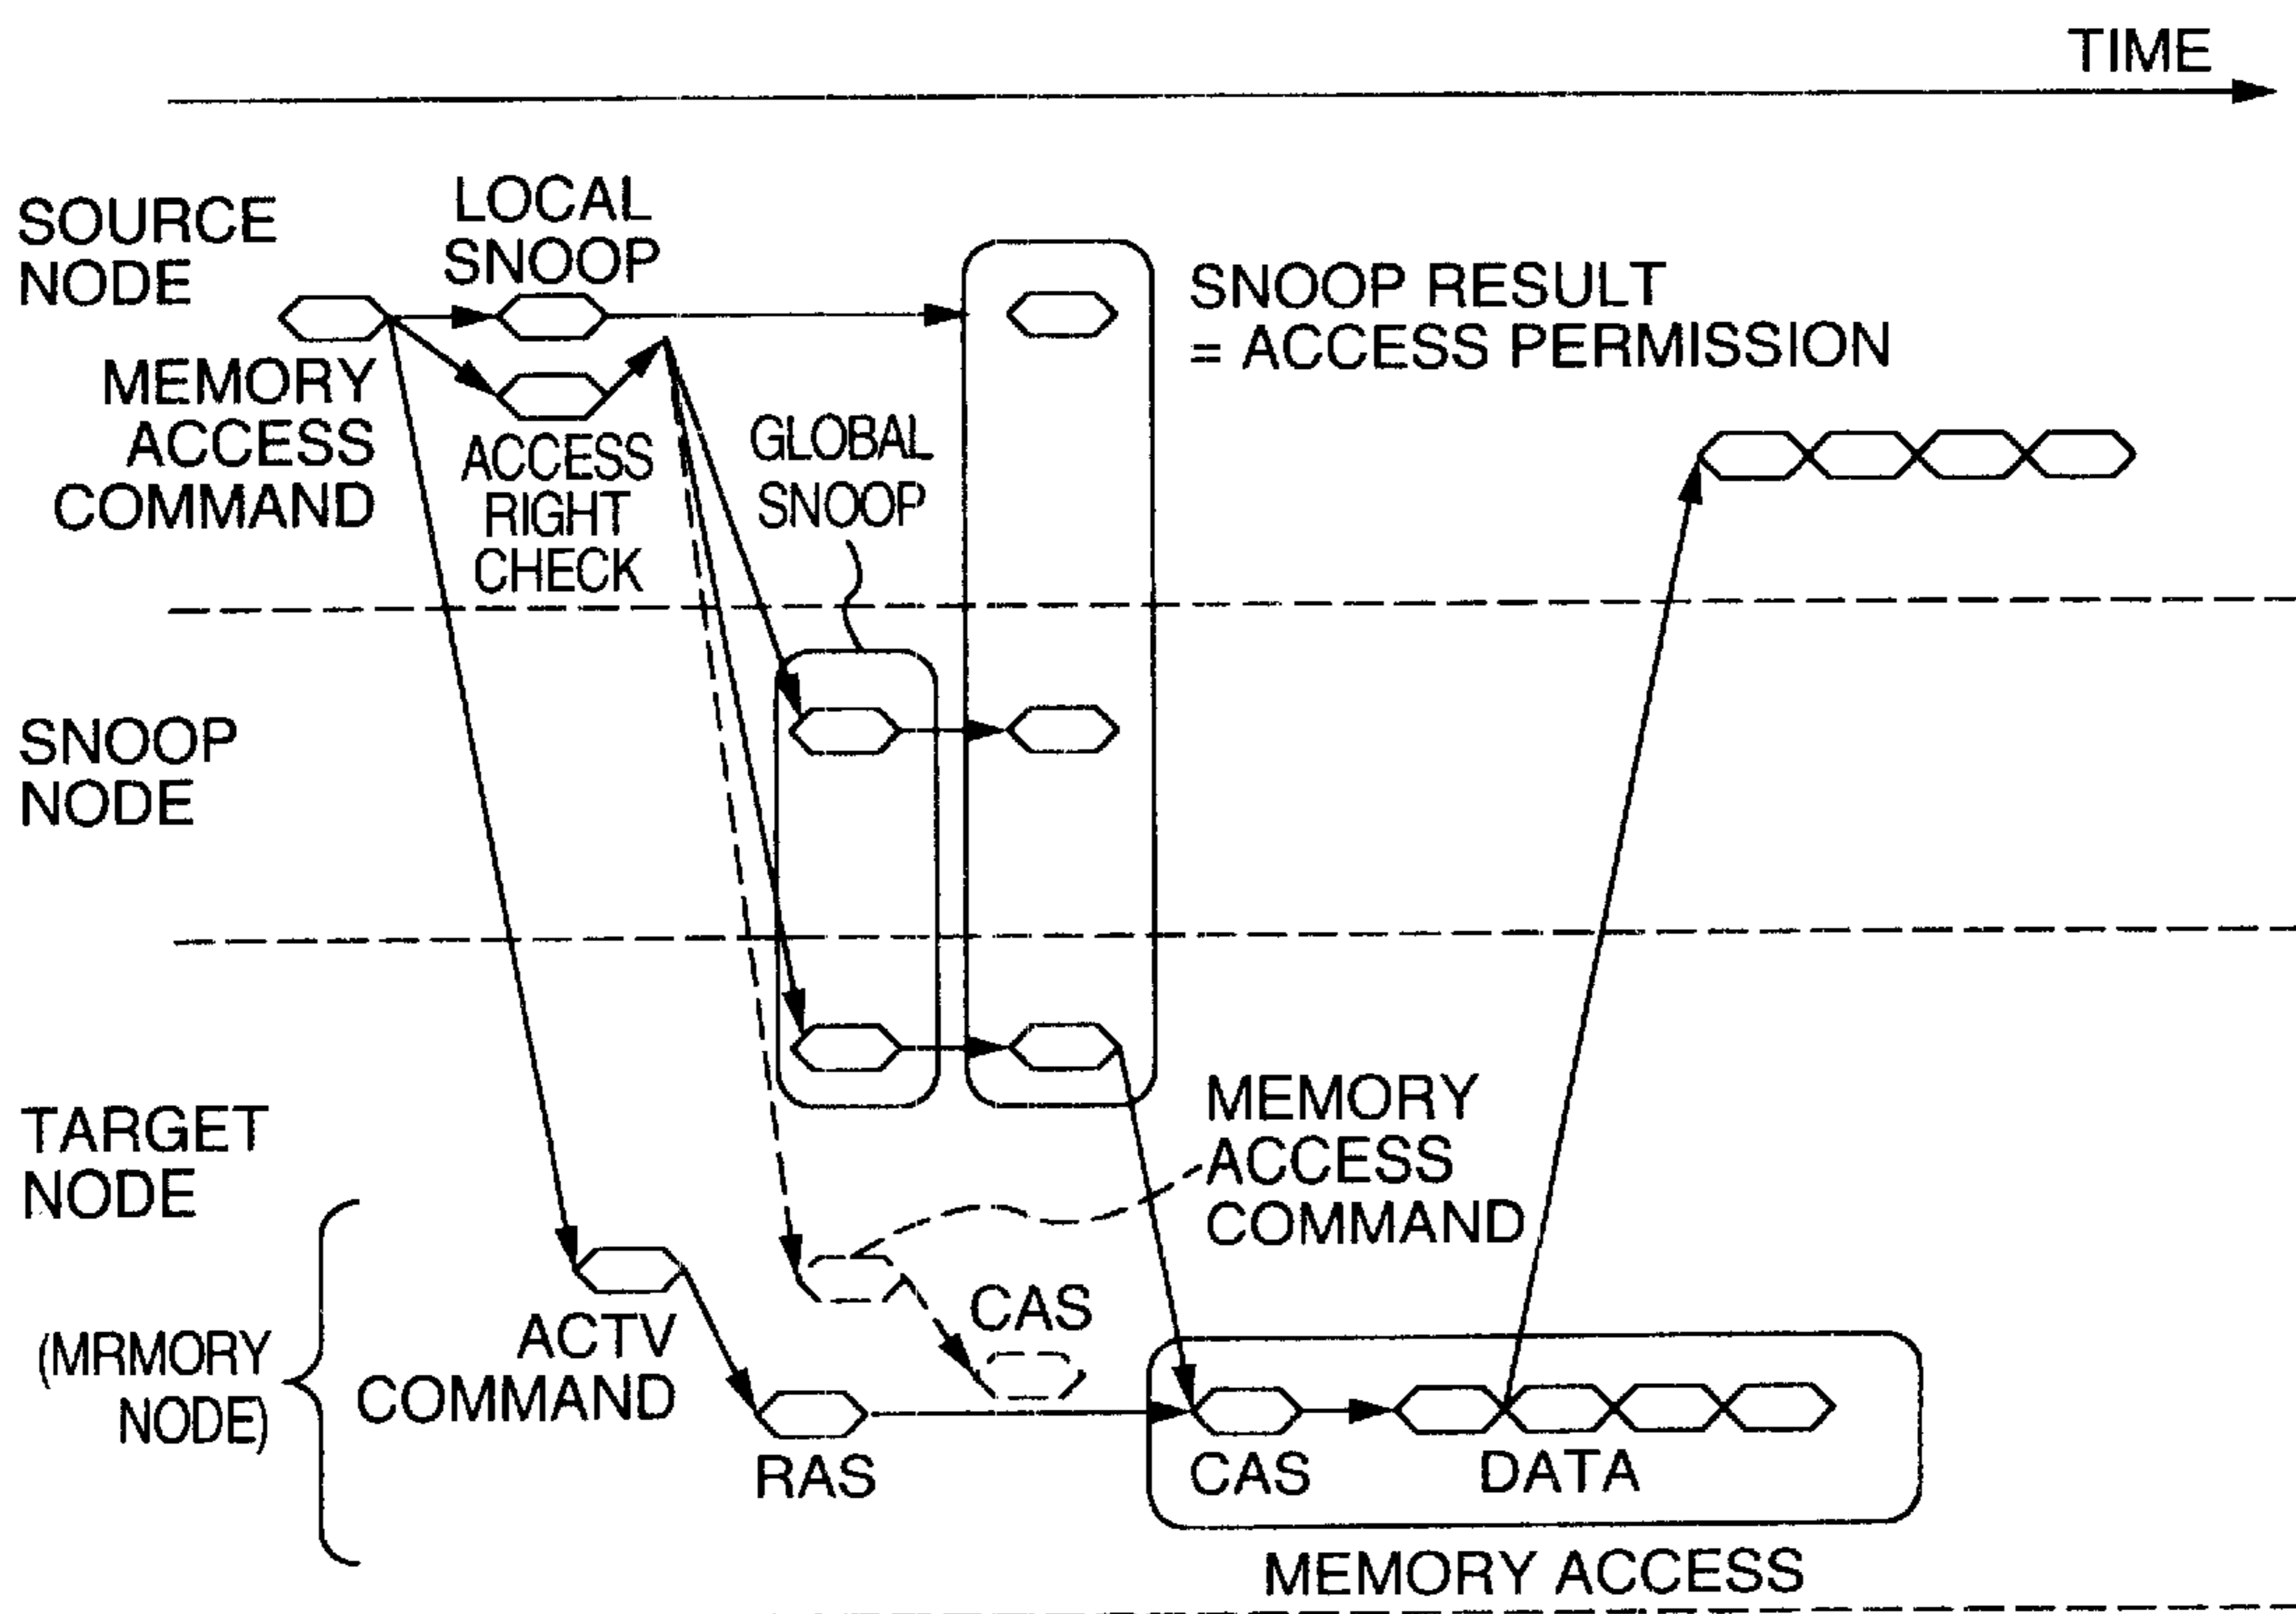 TIME
SOURCE
NODE
LOCAL
SNOOP
MEMORY
ACCESS
COMMAND
ACCESS
RIGHT
CHECK
GLOBAL
SNOOP
SNOOP RESULT
= ACCESS PERMISSION
SNOOP
NODE
TARGET
NODE
(MRMORY
NODE)
ACTV
COMMAND
RAS
MEMORY
ACCESS
COMMAND
CAS
CAS
DATA
MEMORY ACCESS